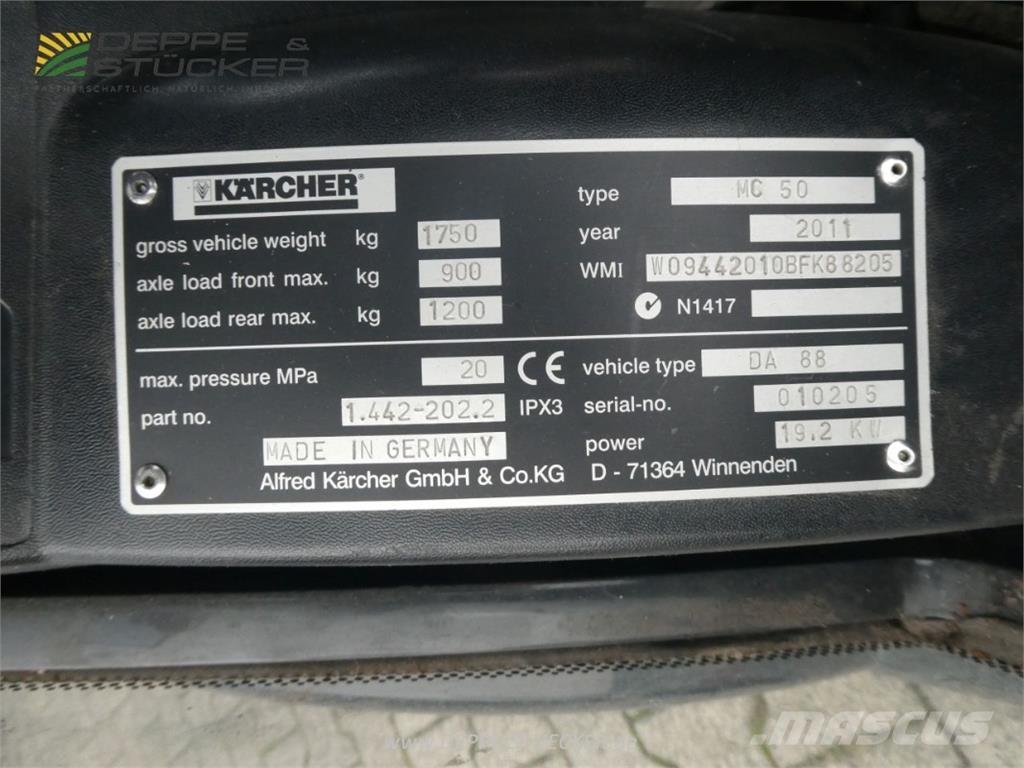 DEPPE &
STÜCKER
PARTNERSCHAFTLICH, NATÜRLICH,
KÄRCHER®
gross vehicle weight kg 1750
axle load front max. kg 900
axle load rear max. kg 1200
type MC 50
year 2011
WMI W09442010BFK88205
N1417
max. pressure MPa 20
part no. 1.442-202.2
MADE IN GERMANY
CE
IPX3
vehicle type DA 88
serial-no. 010205
power 19.2 KW
Alfred Kärcher GmbH & Co.KG D - 71364 Winnenden
MASCUS